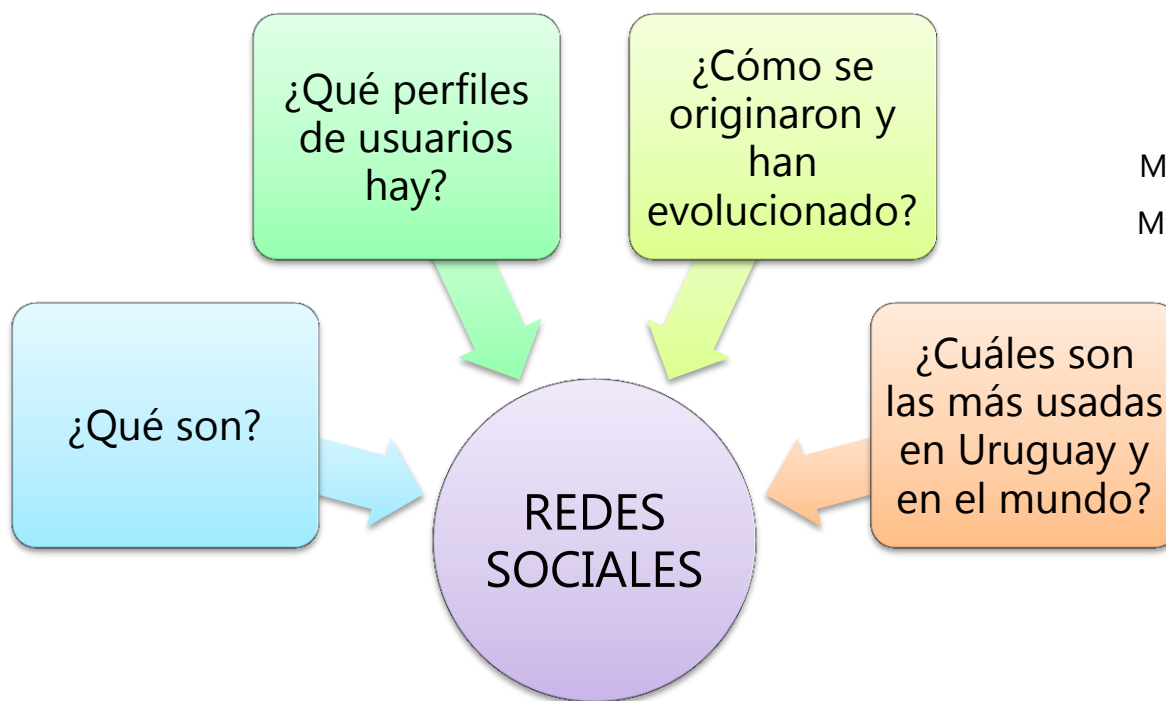 ¿Qué son?
¿Qué perfiles
de usuarios
hay?
¿Cómo se
originaron y
han
evolucionado?
¿Cuáles son
las más usadas
en Uruguay y
en el mundo?
REDES
SOCIALES
M
M